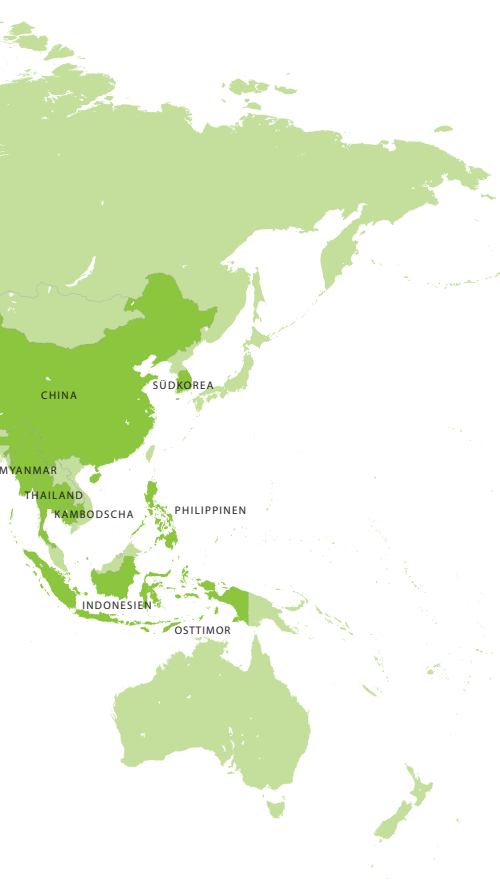 SÜDKOREA
CHINA
MYANMAR
THAILAND
KAMBODSCHA
PHILIPPINEN
INDONESIEN
OSTTIMOR